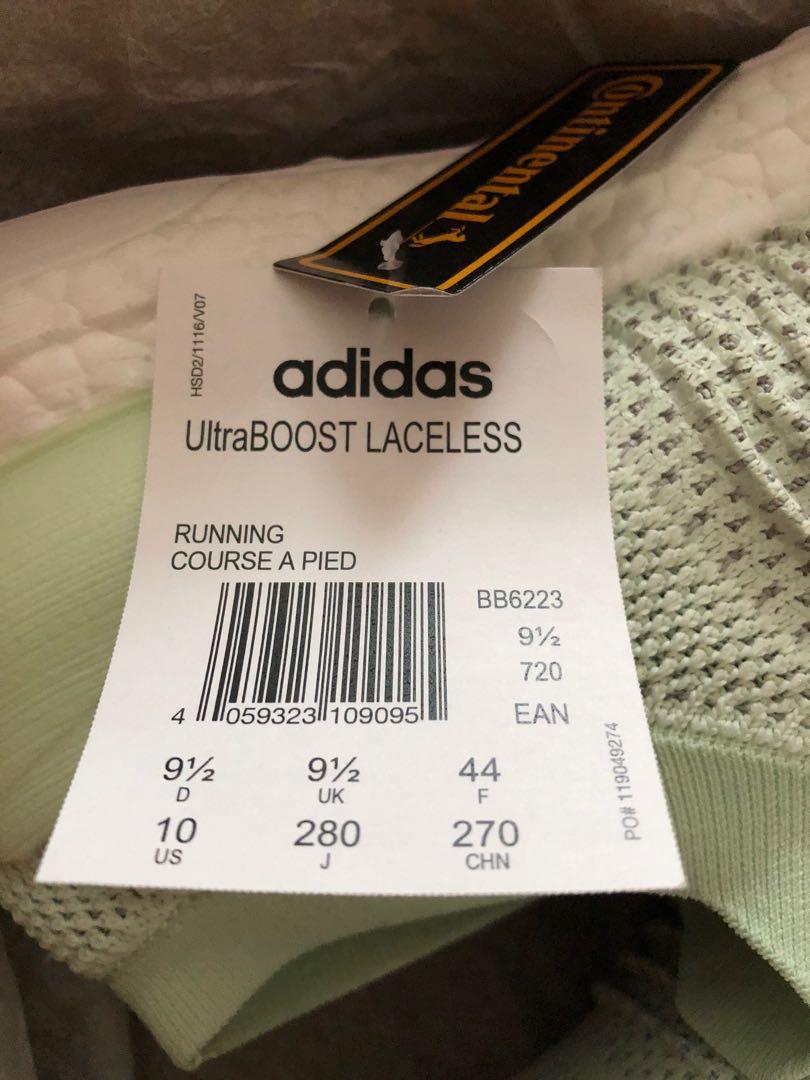 Continental
HSD2/1116/V07
adidas
UltraBOOST LACELESS
RUNNING
COURSE A PIED
BB6223
9½
720
4 059323 109095
EAN
9½ 9½ 44
D UK F
10 280 270
US J CHN
PO# 119049274